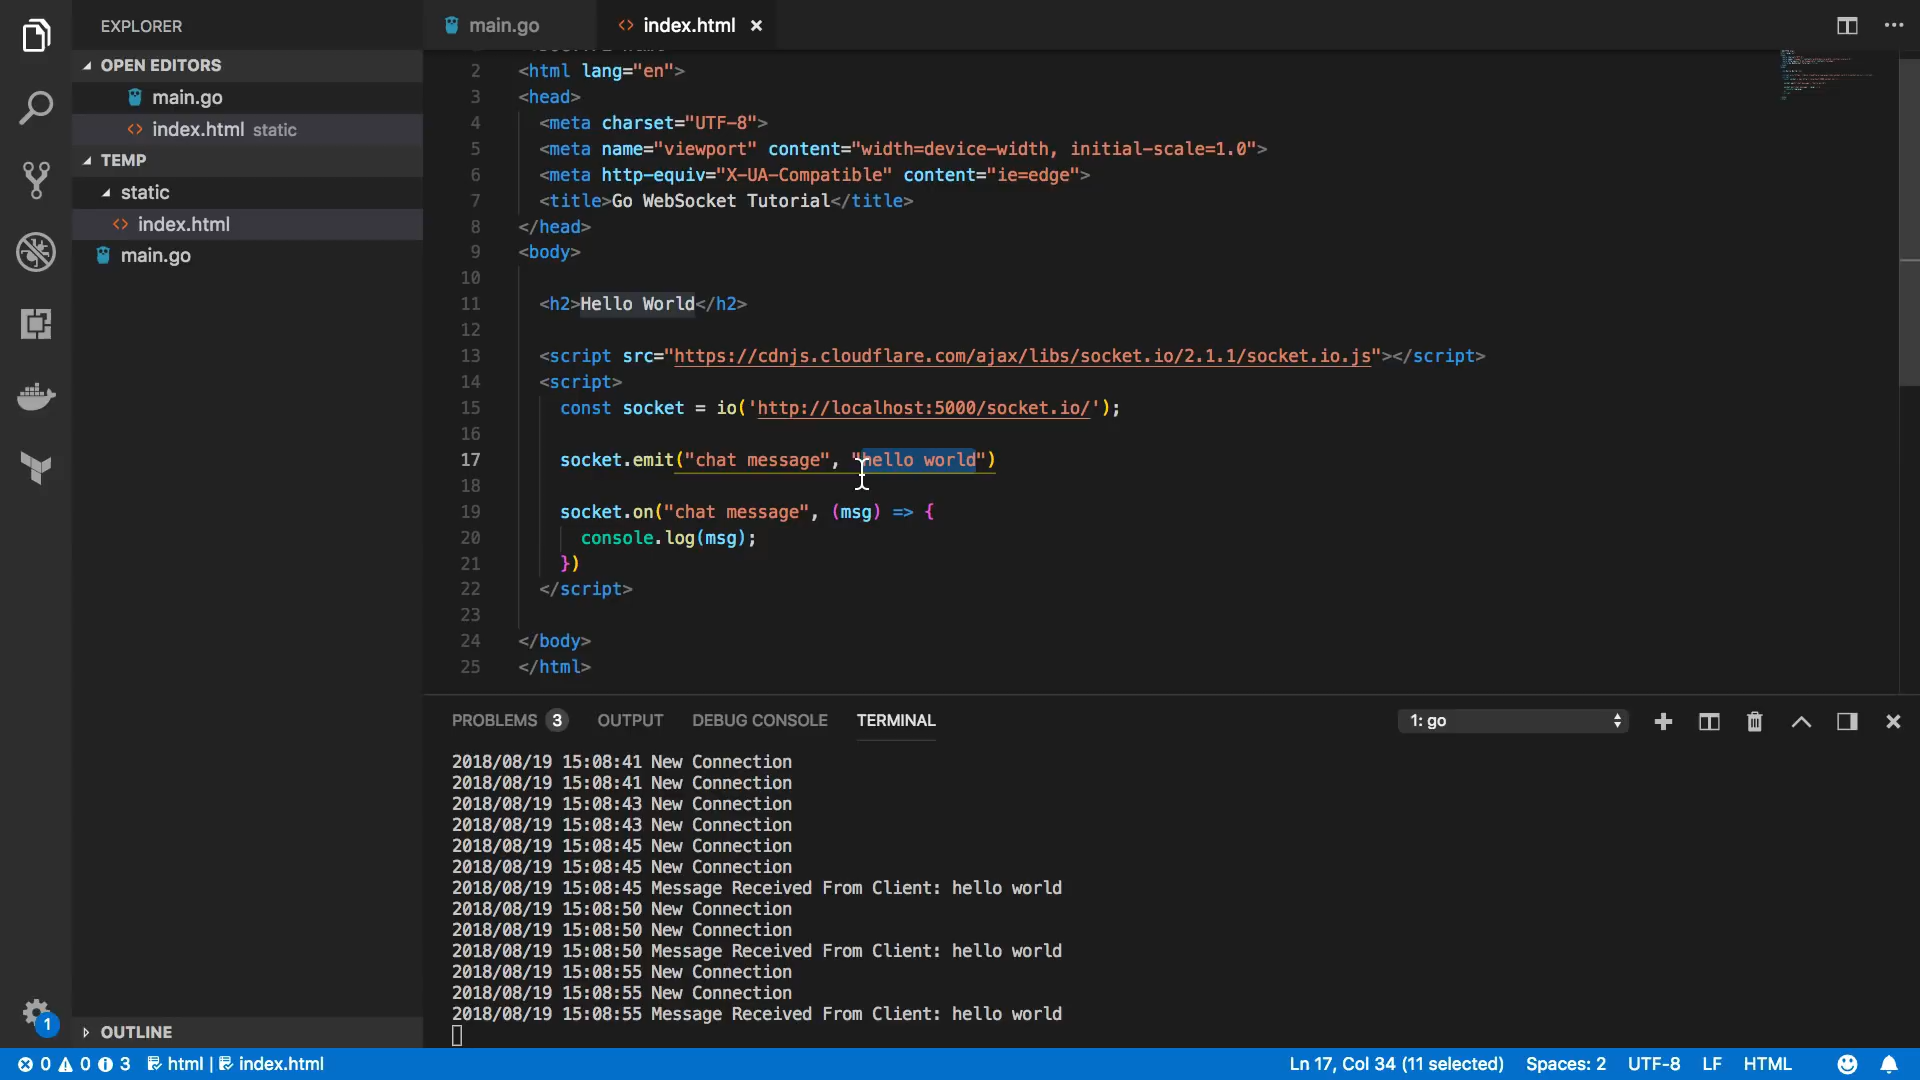 EXPLORER
OPEN EDITORS
main.go
index.html static
TEMP
static
index.html
main.go
OUTLINE
1
main.go
index.html
2 <html lang="en">
3 <head>
4 <meta charset="UTF-8">
5 <meta name="viewport" content="width=device-width, initial-scale=1.0">
6 <meta http-equiv="X-UA-Compatible" content="ie=edge">
7 <title>Go WebSocket Tutorial</title>
8 </head>
9 <body>
10
11 <h2>Hello World</h2>
12
13 <script src="https://cdnjs.cloudflare.com/ajax/libs/socket.io/2.1.1/socket.io.js"></script>
14 <script>
15 const socket = io('http://localhost:5000/socket.io/');
16
17 socket.emit("chat message", "hello world")
18
19 socket.on("chat message", (msg) => {
20 console.log(msg);
21 })
22 </script>
23
24 </body>
25 </html>
PROBLEMS 3 OUTPUT DEBUG CONSOLE TERMINAL 1: go
2018/08/19 15:08:41 New Connection
2018/08/19 15:08:41 New Connection
2018/08/19 15:08:43 New Connection
2018/08/19 15:08:43 New Connection
2018/08/19 15:08:45 New Connection
2018/08/19 15:08:45 New Connection
2018/08/19 15:08:45 Message Received From Client: hello world
2018/08/19 15:08:50 New Connection
2018/08/19 15:08:50 New Connection
2018/08/19 15:08:50 Message Received From Client: hello world
2018/08/19 15:08:55 New Connection
2018/08/19 15:08:55 New Connection
2018/08/19 15:08:55 Message Received From Client: hello world
0 0 3 html | index.html Ln 17, Col 34 (11 selected) Spaces: 2 UTF-8 LF HTML